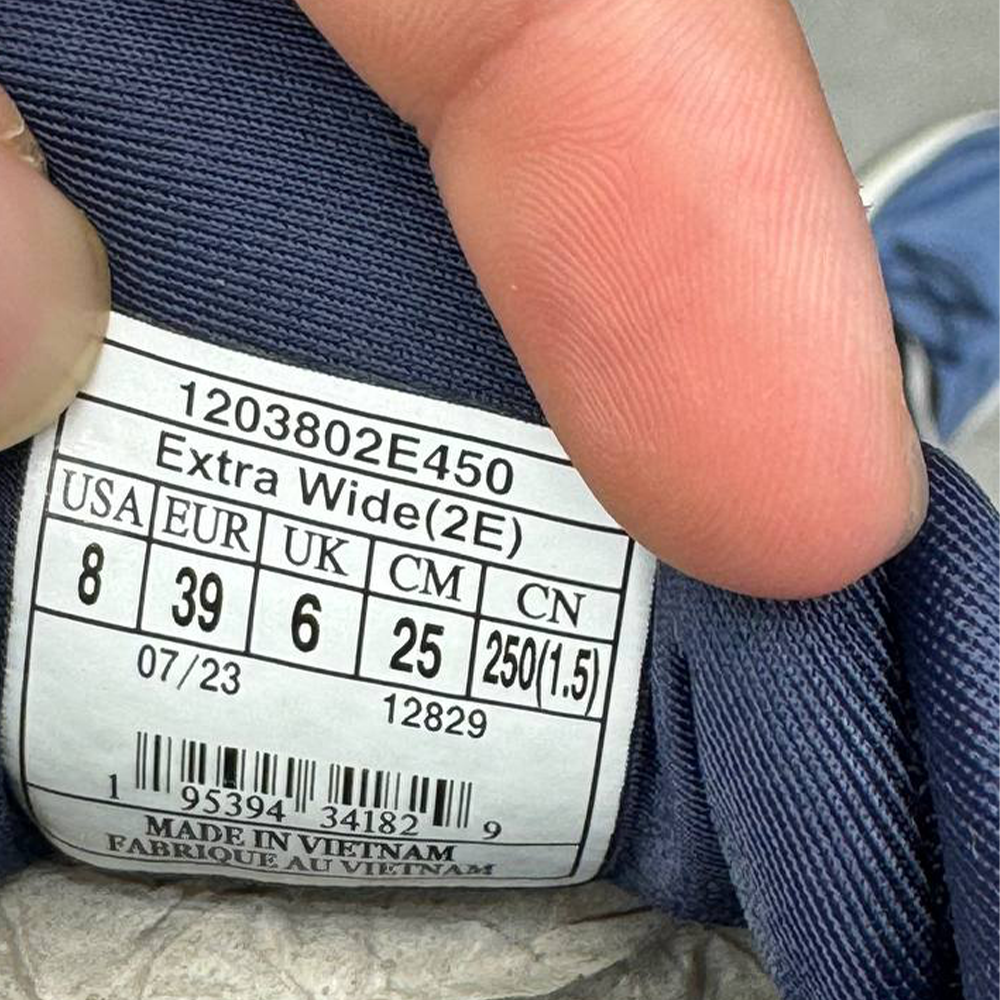 1203802E450
Extra Wide(2E)
USA EUR UK CM CN
8 39 6 25 250(1.5)
07/23
12829
1 95394 34182 9
MADE IN VIETNAM
FABRIQUE AU VIETNAM